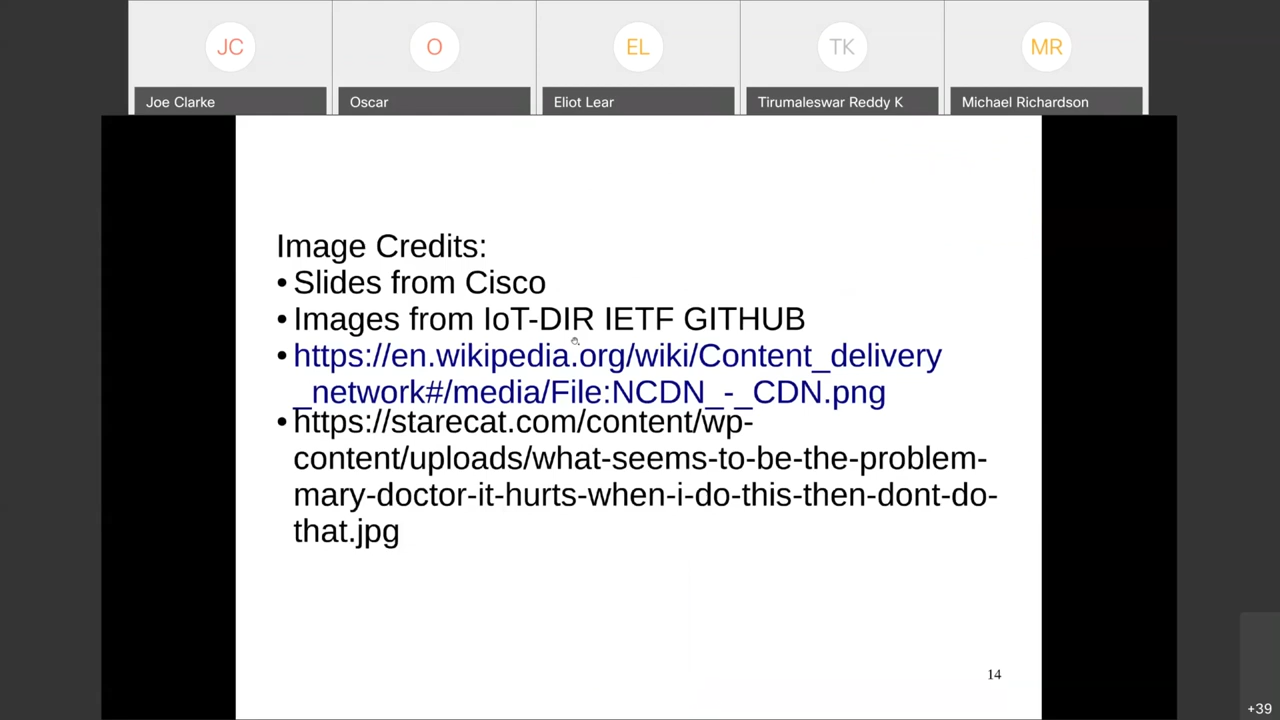 JC
O
EL
TK
MR
Joe Clarke
Oscar
Eliot Lear
Tirumaleswar Reddy K
Michael Richardson
Image Credits:
• Slides from Cisco
• Images from IoT-DIR IETF GITHUB
• https://en.wikipedia.org/wiki/Content_delivery
_network#/media/File:NCDN_-_CDN.png
• https://starecat.com/content/wp-
content/uploads/what-seems-to-be-the-problem-
mary-doctor-it-hurts-when-i-do-this-then-dont-do-
that.jpg
14
+39